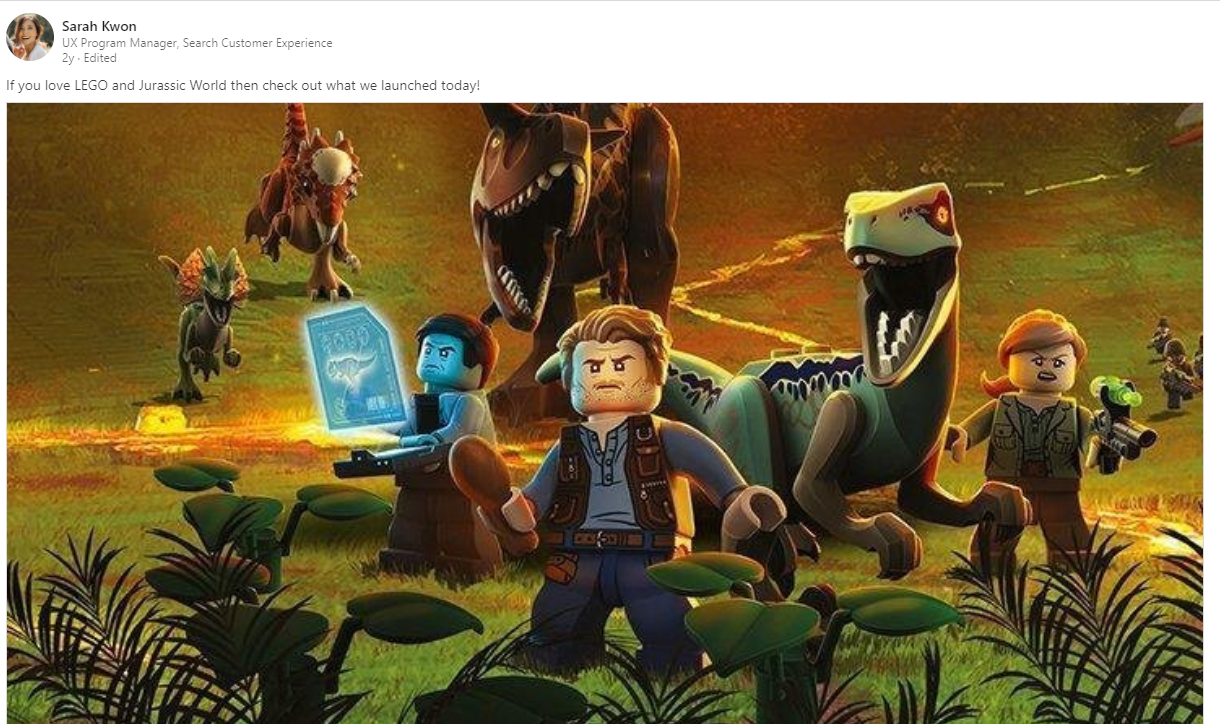 Sarah Kwon
UX Program Manager, Search Customer Experience
2y · Edited
If you love LEGO and Jurassic World then check out what we launched today!